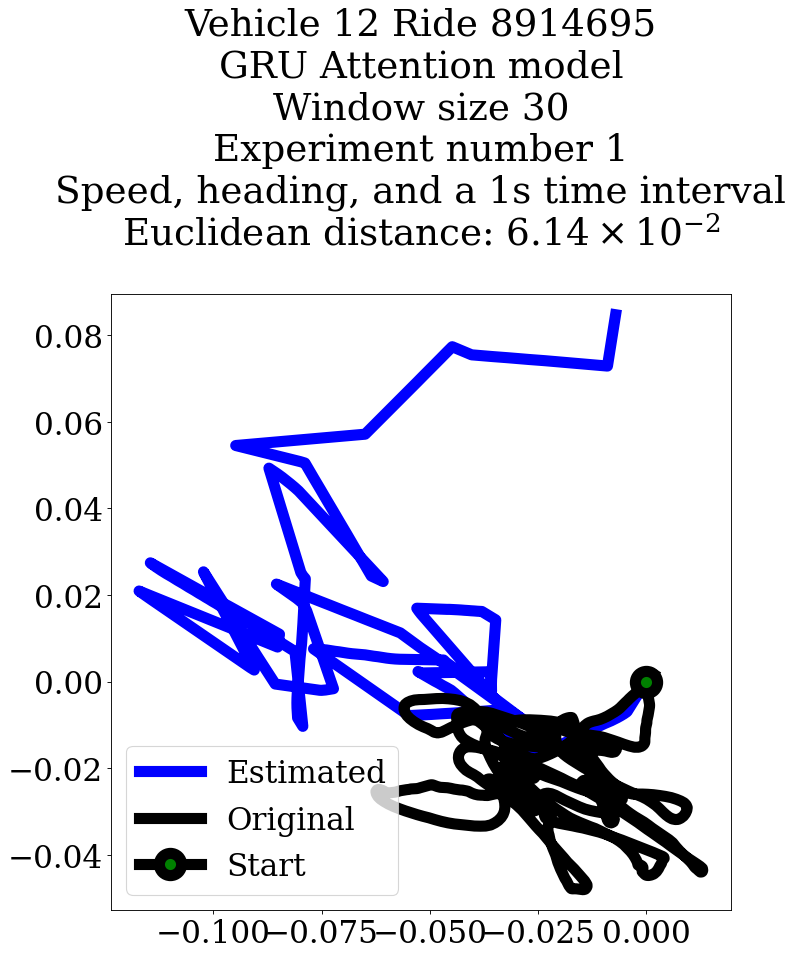 Vehicle 12 Ride 8914695
GRU Attention model
Window size 30
Experiment number 1
Speed, heading, and a 1s time interval
Euclidean distance: 6.14 × 10⁻²
0.08
0.06
0.04
0.02
0.00
−0.02
−0.04
Estimated
Original
Start
−0.100 −0.075 −0.050 −0.025 0.000